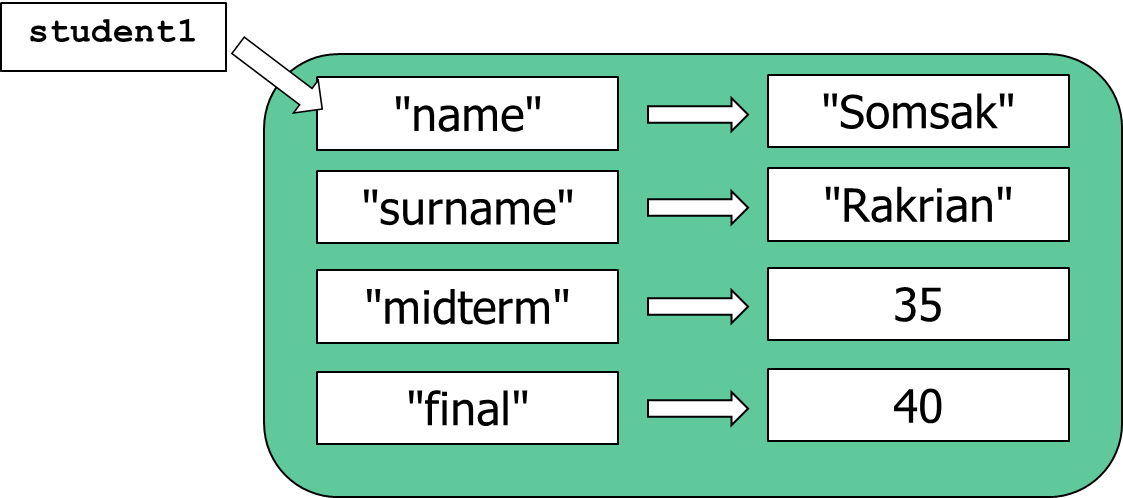 student1
"name" "Somsak"
"surname" "Rakrian"
"midterm" 35
"final" 40